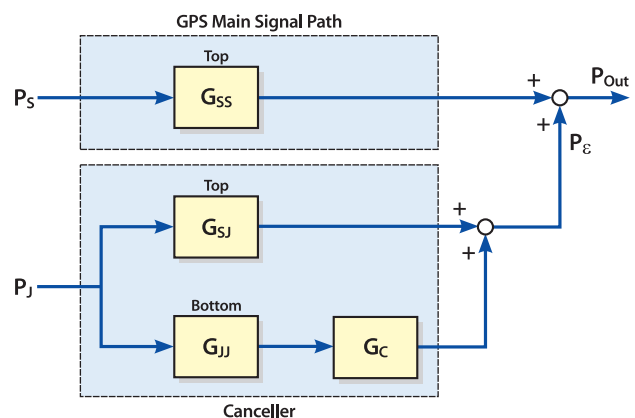 GPS Main Signal Path
Top
P_S
G_SS
+
P_Out
+
P_ε
Top
G_SJ
+
+
P_J
Bottom
G_JJ
G_C
Canceller